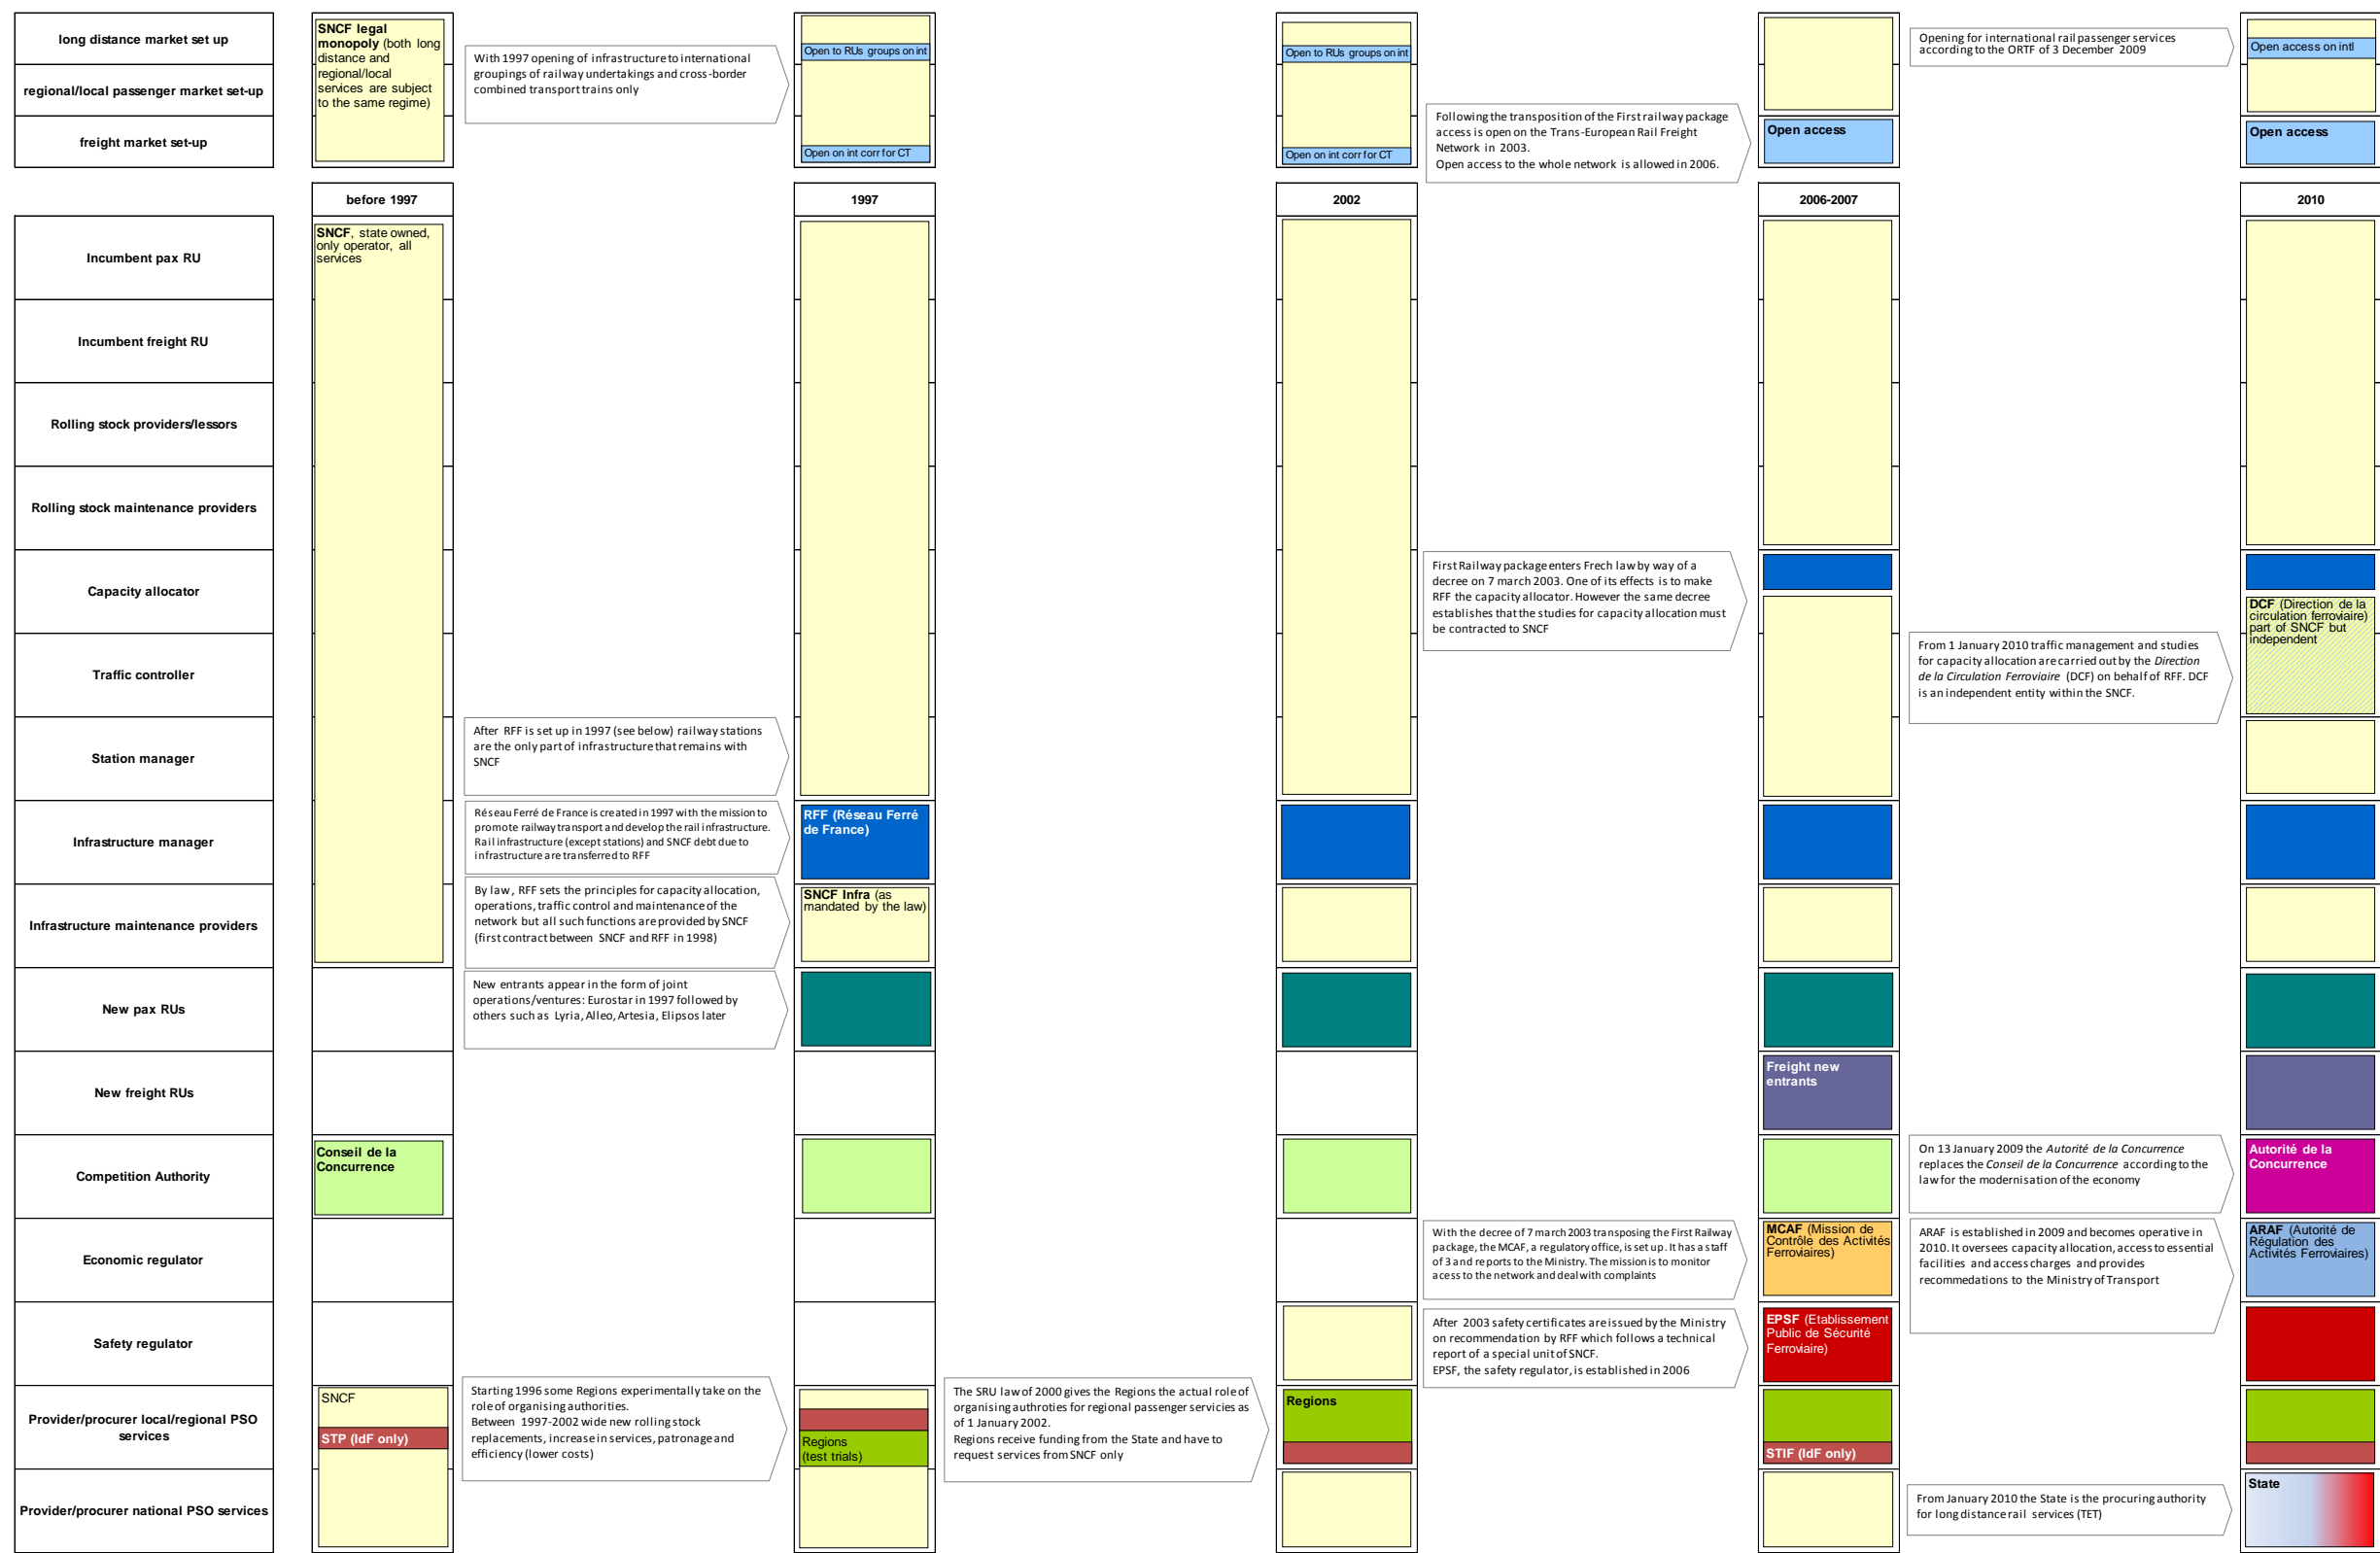 long distance market set up
regional/local passenger market set-up
freight market set-up
SNCF legal
monopoly (both long
distance and
regional/local
services are subject
to the same regime)
With 1997 opening of infrastructure to international
groupings of railway undertakings and cross-border
combined transport trains only
Open to RUs groups on int
Open on int corr for CT
Open to RUs groups on int
Open on int corr for CT
Following the transposition of the First railway package
access is open on the Trans-European Rail Freight
Network in 2003.
Open access to the whole network is allowed in 2006.
Open access
Opening for international rail passenger services
according to the ORTF of 3 December 2009
Open access on intl
Open access
before 1997
1997
2002
2006-2007
2010
Incumbent pax RU
SNCF, state owned,
only operator, all
services
Incumbent freight RU
Rolling stock providers/lessors
Rolling stock maintenance providers
Capacity allocator
First Railway package enters Frech law by way of a
decree on 7 march 2003. One of its effects is to make
RFF the capacity allocator. However the same decree
establishes that the studies for capacity allocation must
be contracted to SNCF
DCF (Direction de la
circulation ferroviaire)
part of SNCF but
independent
Traffic controller
From 1 January 2010 traffic management and studies
for capacity allocation are carried out by the Direction
de la Circulation Ferroviaire (DCF) on behalf of RFF. DCF
is an independent entity within the SNCF.
Station manager
After RFF is set up in 1997 (see below) railway stations
are the only part of infrastructure that remains with
SNCF
Infrastructure manager
Réseau Ferré de France is created in 1997 with the mission to
promote railway transport and develop the rail infrastructure.
Rail infrastructure (except stations) and SNCF debt due to
infrastructure are transferred to RFF
RFF (Réseau Ferré
de France)
Infrastructure maintenance providers
By law, RFF sets the principles for capacity allocation,
operations, traffic control and maintenance of the
network but all such functions are provided by SNCF
(first contract between SNCF and RFF in 1998)
SNCF Infra (as
mandated by the law)
New pax RUs
New entrants appear in the form of joint
operations/ventures: Eurostar in 1997 followed by
others such as Lyria, Alleo, Artesia, Elipsos later
New freight RUs
Freight new
entrants
Competition Authority
Conseil de la
Concurrence
On 13 January 2009 the Autorité de la Concurrence
replaces the Conseil de la Concurrence according to the
law for the modernisation of the economy
Autorité de la
Concurrence
Economic regulator
With the decree of 7 march 2003 transposing the First Railway
package, the MCAF, a regulatory office, is set up. It has a staff
of 3 and reports to the Ministry. The mission is to monitor
acess to the network and deal with complaints
MCAF (Mission de
Contrôle des Activités
Ferroviaires)
ARAF is established in 2009 and becomes operative in
2010. It oversees capacity allocation, access to essential
facilities and access charges and provides
recommedations to the Ministry of Transport
ARAF (Autorité de
Régulation des
Activités Ferroviaires)
Safety regulator
After 2003 safety certificates are issued by the Ministry
on recommendation by RFF which follows a technical
report of a special unit of SNCF.
EPSF, the safety regulator, is established in 2006
EPSF (Etablissement
Public de Sécurité
Ferroviaire)
Provider/procurer local/regional PSO
services
SNCF
STP (IdF only)
Starting 1996 some Regions experimentally take on the
role of organising authorities.
Between 1997-2002 wide new rolling stock
replacements, increase in services, patronage and
efficiency (lower costs)
Regions
(test trials)
The SRU law of 2000 gives the Regions the actual role of
organising authroties for regional passenger servicies as
of 1 January 2002.
Regions receive funding from the State and have to
request services from SNCF only
Regions
STIF (IdF only)
Provider/procurer national PSO services
From January 2010 the State is the procuring authority
for long distance rail services (TET)
State